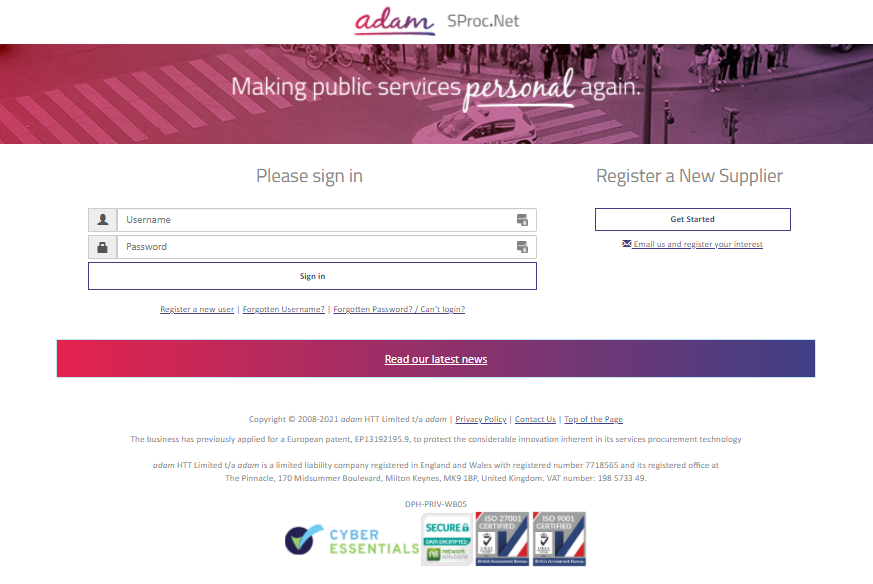 adam SProc.Net
Making public services personal again.
Please sign in
Username
Password
Sign in
Register a new user | Forgotten Username? | Forgotten Password? / Can't login?
Register a New Supplier
Get Started
Email us and register your interest
Read our latest news
Copyright © 2008-2021 adam HTT Limited t/a adam | Privacy Policy | Contact Us | Top of the Page
The business has previously applied for a European patent, EP13192195.9, to protect the considerable innovation inherent in its services procurement technology
adam HTT Limited t/a adam is a limited liability company registered in England and Wales with registered number 7718565 and its registered office at
The Pinnacle, 170 Midsummer Boulevard, Milton Keynes, MK9 1BP, United Kingdom. VAT number: 198 5733 49.
DPH-PRIV-WB05
CYBER
ESSENTIALS
SECURE
DATA ENCRYPTED
network
solutions
ISO 27001
CERTIFIED
British Assessment Bureau
ISO 9001
CERTIFIED
British Assessment Bureau